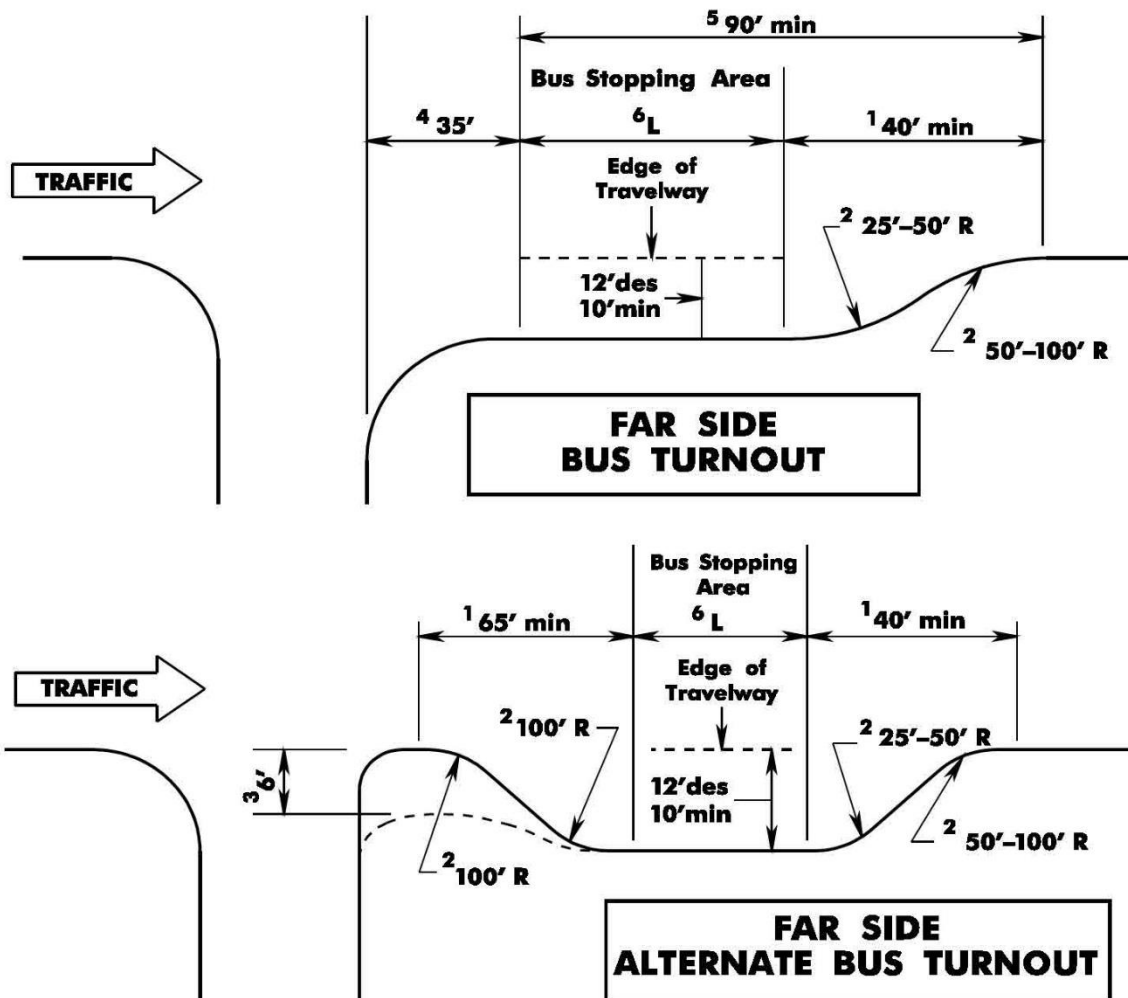 5 90' min
Bus Stopping Area
4 35'
6 L
1 40' min
TRAFFIC
Edge of
Travelway
2 25'–50' R
12'des
10'min
2 50'–100' R
FAR SIDE
BUS TURNOUT
Bus Stopping
Area
1 65' min
6 L
1 40' min
TRAFFIC
Edge of
Travelway
2 100' R
2 25'–50' R
3 6'
12'des
10'min
2 100' R
2 50'–100' R
FAR SIDE
ALTERNATE BUS TURNOUT